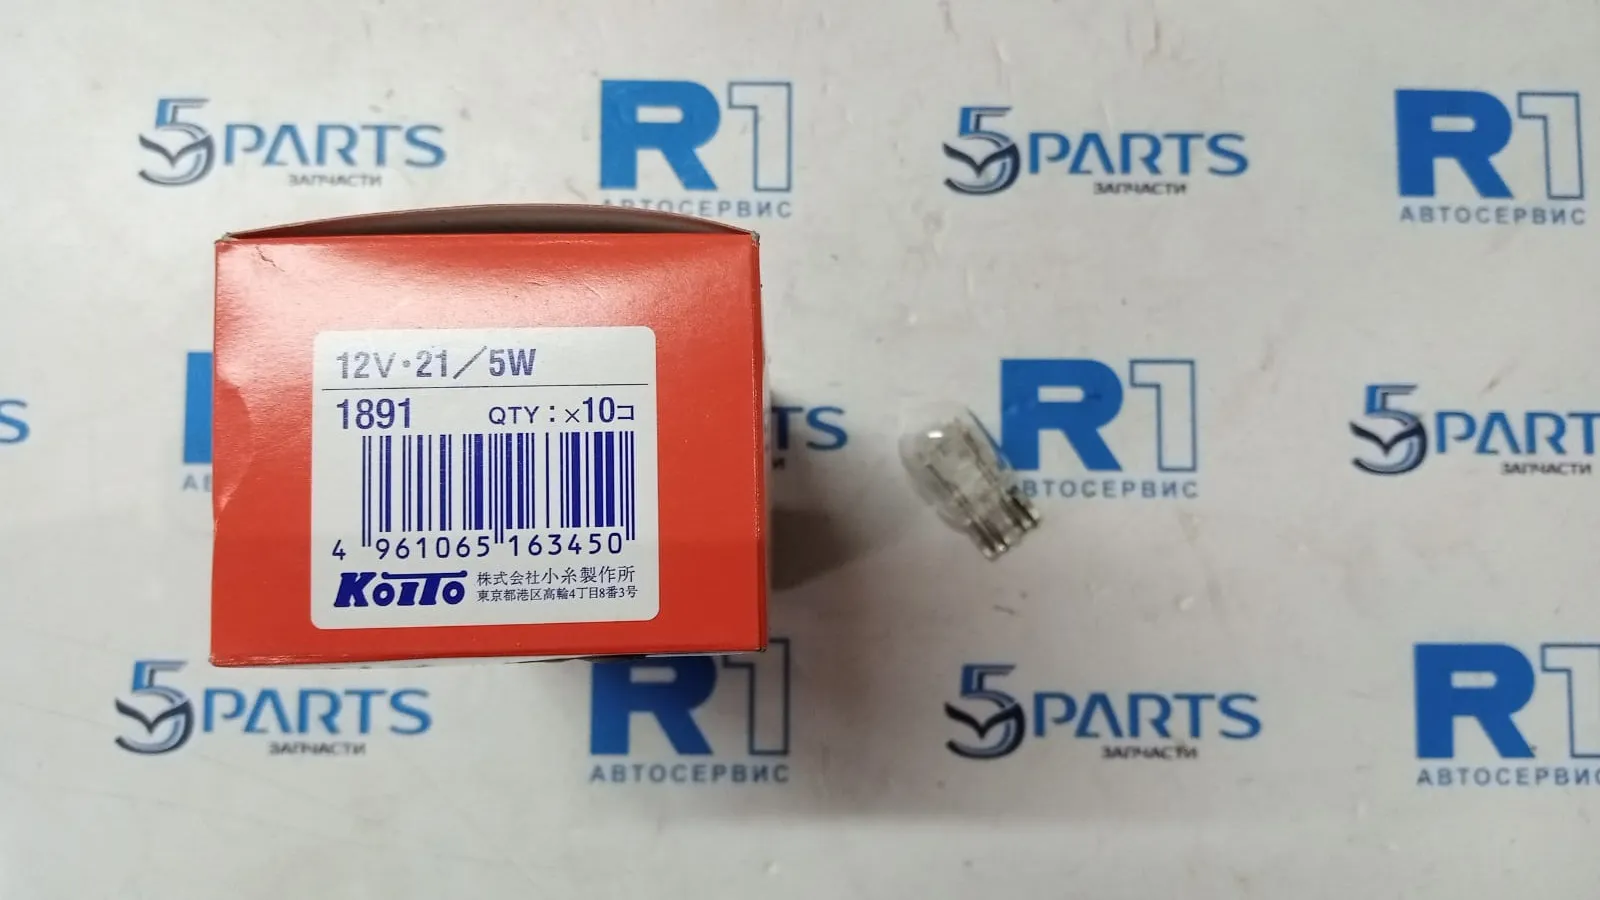 5PARTS
ЗАПЧАСТИ
R1
АВТОСЕРВИС
5PARTS
ЗАПЧАСТИ
R1
АВТОСЕРВИС
12V・21/5W
1891 QTY：×10コ
4 961065 163450
KOITO 株式会社小糸製作所
東京都港区高輪4丁目8番3号
R1
АВТОСЕРВИС
5PARTS
ЗАПЧАСТИ
5PARTS
ЗАПЧАСТИ
R1
АВТОСЕРВИС
5PARTS
ЗАПЧАСТИ
R1
АВТОСЕРВИС